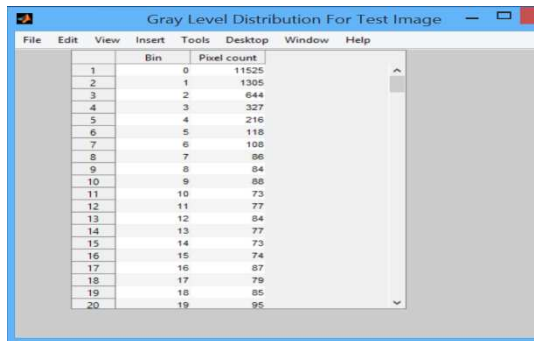 Gray Level Distribution For Test Image
File Edit View Insert Tools Desktop Window Help
Bin Pixel count
1 0 11525
2 1 1305
3 2 644
4 3 327
5 4 216
6 5 118
7 6 108
8 7 86
9 8 84
10 9 88
11 10 73
12 11 77
13 12 84
14 13 77
15 14 73
16 15 74
17 16 87
18 17 79
19 18 85
20 19 95